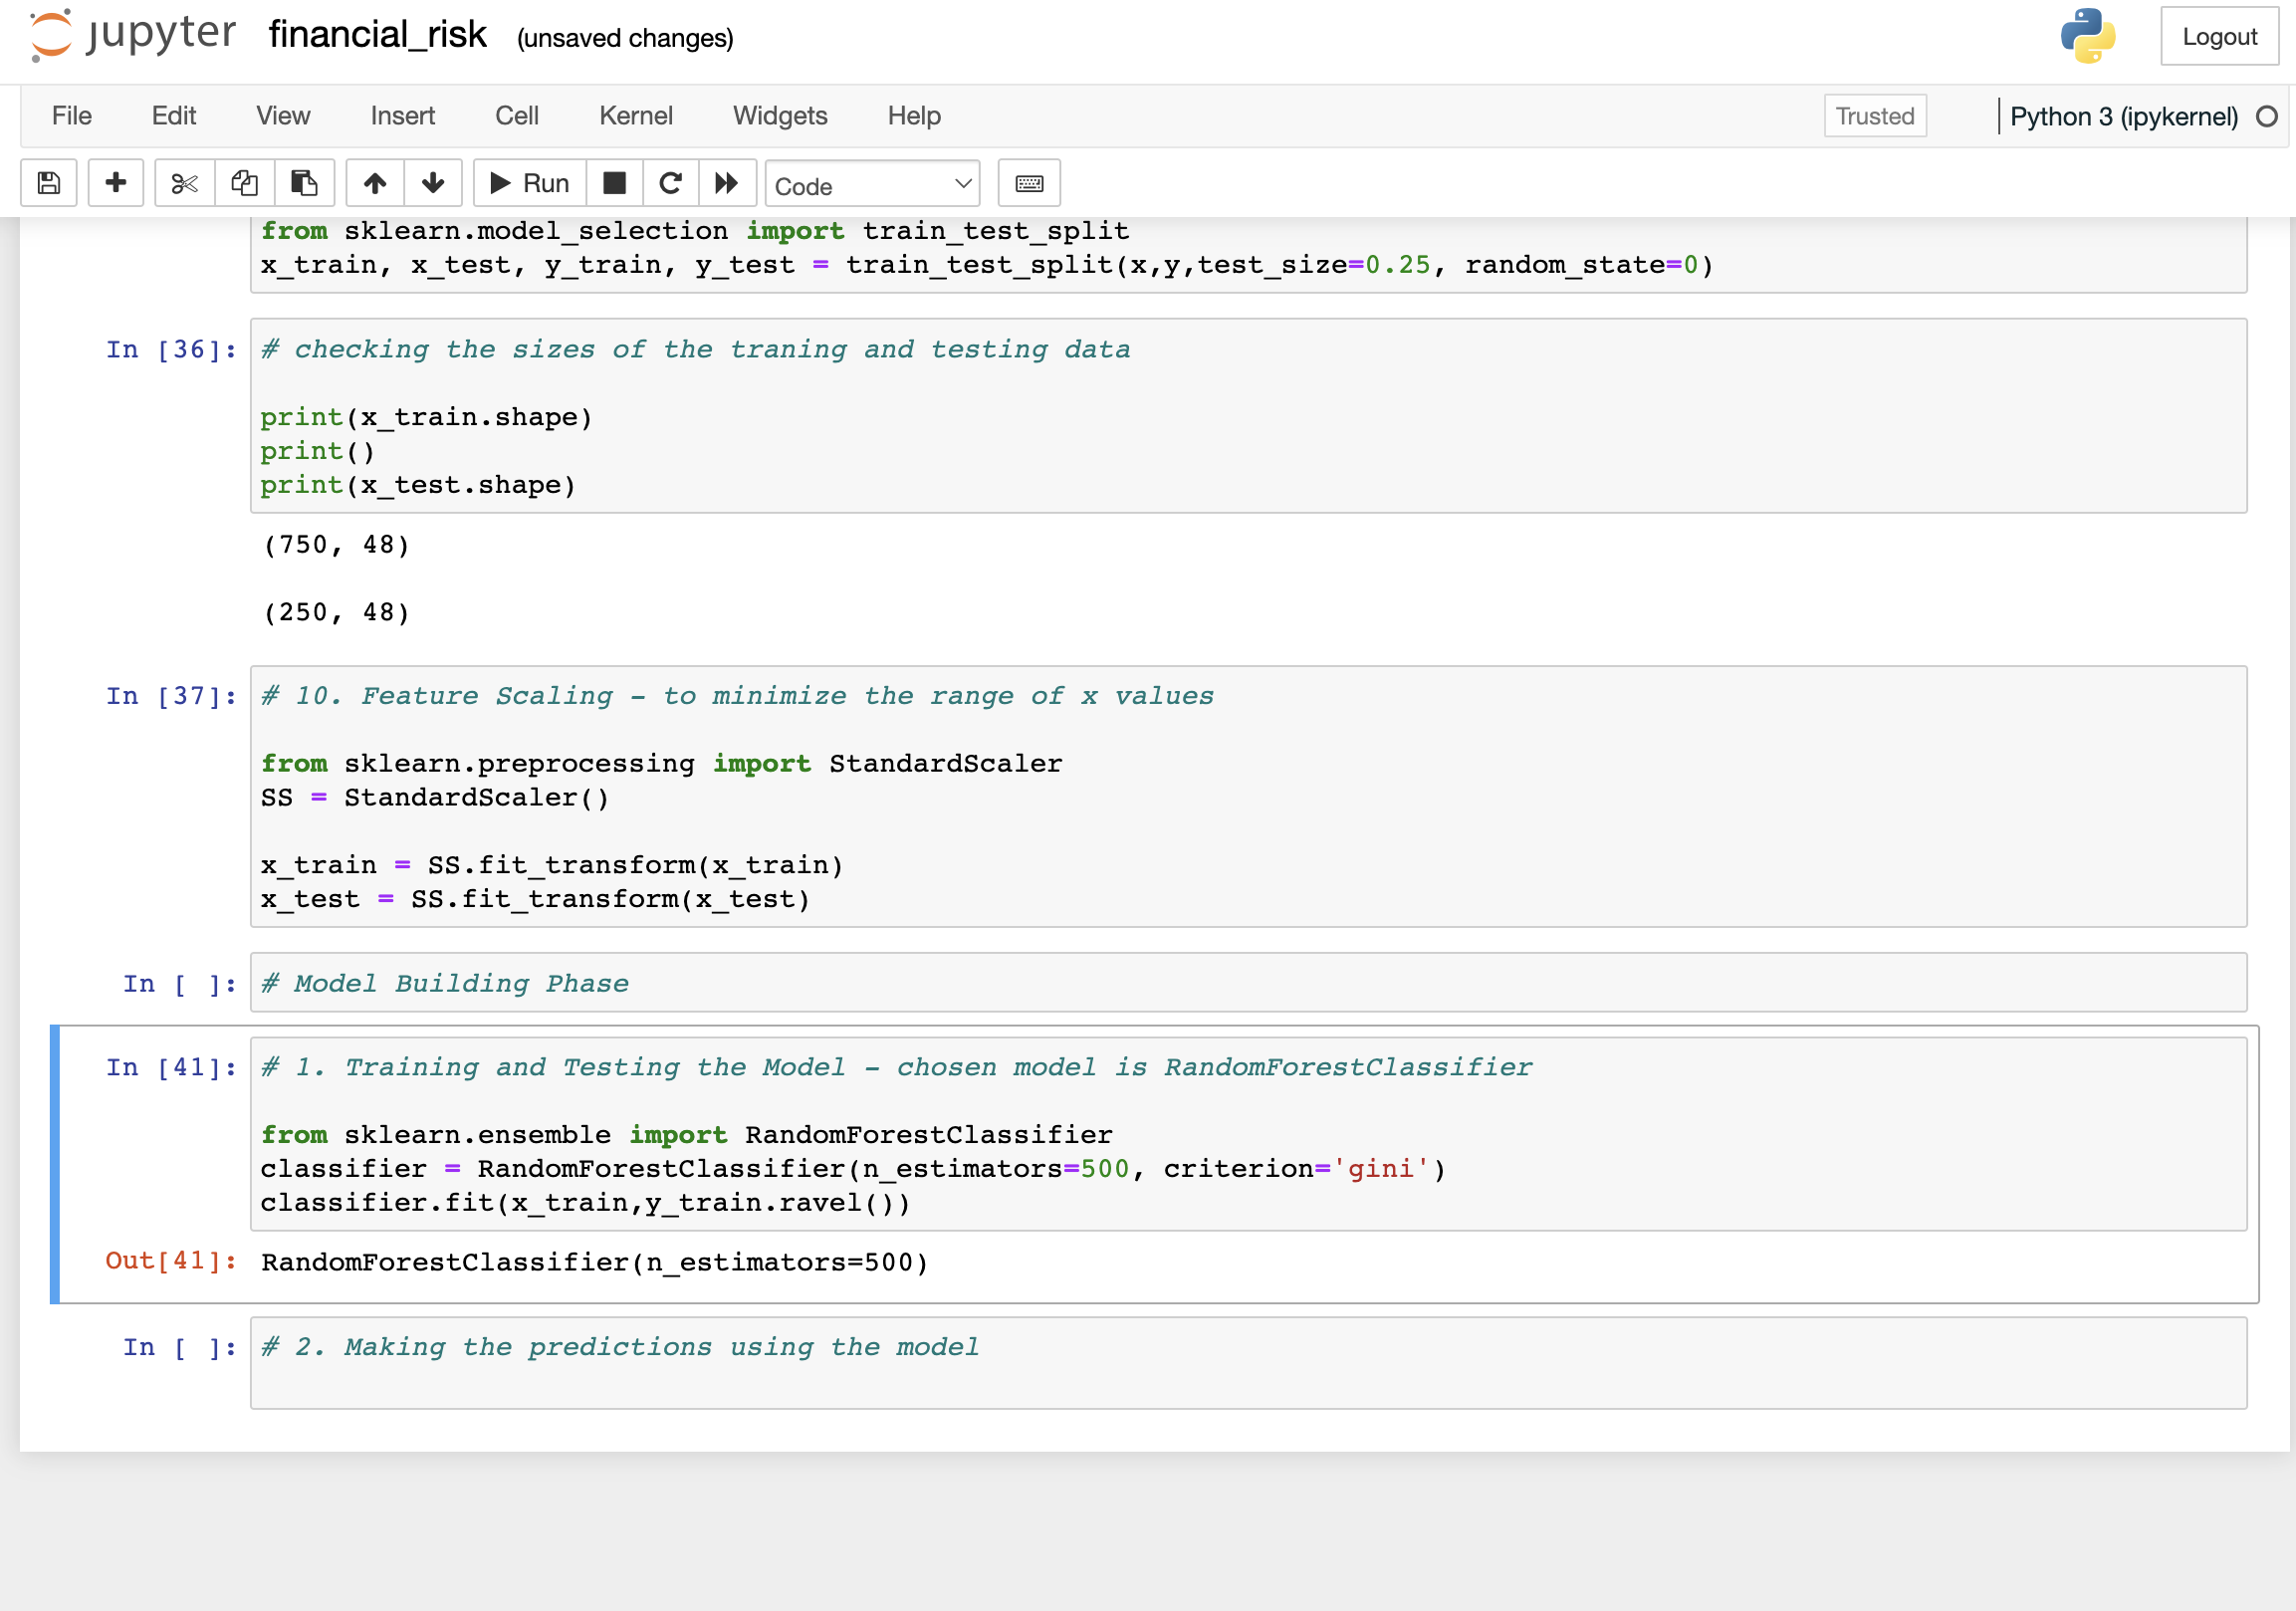 jupyter financial_risk (unsaved changes) Logout
File Edit View Insert Cell Kernel Widgets Help Trusted Python 3 (ipykernel)
Run Code
from sklearn.model_selection import train_test_split
x_train, x_test, y_train, y_test = train_test_split(x,y,test_size=0.25, random_state=0)
In [36]: # checking the sizes of the traning and testing data
print(x_train.shape)
print()
print(x_test.shape)
(750, 48)
(250, 48)
In [37]: # 10. Feature Scaling - to minimize the range of x values
from sklearn.preprocessing import StandardScaler
SS = StandardScaler()
x_train = SS.fit_transform(x_train)
x_test = SS.fit_transform(x_test)
In [ ]: # Model Building Phase
In [41]: # 1. Training and Testing the Model - chosen model is RandomForestClassifier
from sklearn.ensemble import RandomForestClassifier
classifier = RandomForestClassifier(n_estimators=500, criterion='gini')
classifier.fit(x_train,y_train.ravel())
Out[41]: RandomForestClassifier(n_estimators=500)
In [ ]: # 2. Making the predictions using the model